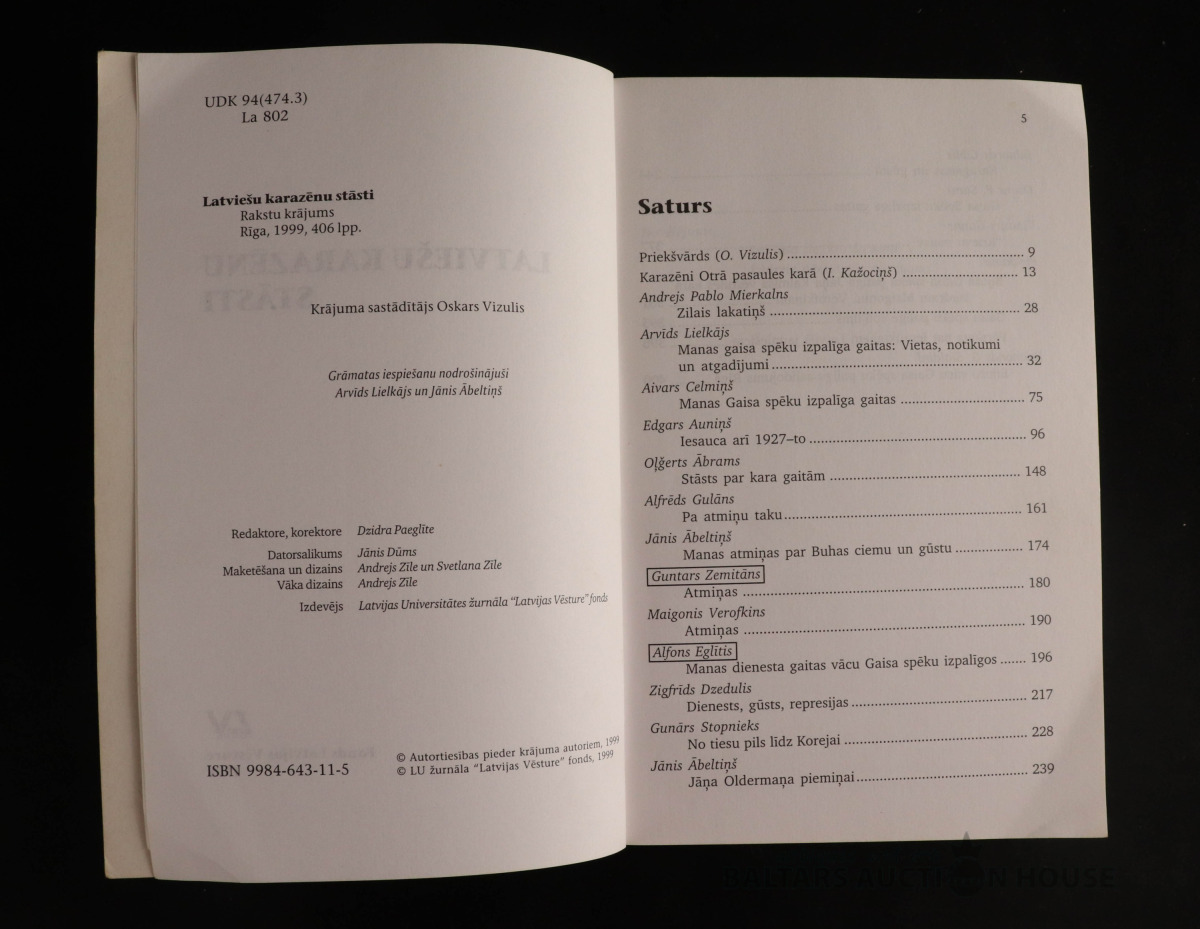 UDK 94(474.3)
La 802
Latviešu karazēnu stāsti
Rakstu krājums
Rīga, 1999, 406 lpp.
Krājuma sastādītājs Oskars Vizulis
Grāmatas iespiešanu nodrošinājuši
Arvīds Lielkājs un Jānis Ābeltiņš
Redaktore, korektore Dzidra Paeglīte
Datorsalikums Jānis Dūms
Maketēšana un dizains Andrejs Zīle un Svetlana Zīle
Vāka dizains Andrejs Zīle
Izdevējs Latvijas Universitātes žurnāla "Latvijas Vēsture" fonds
ISBN 9984-643-11-5
© Autortiesības pieder krājuma autoriem, 1999
© LU žurnāla "Latvijas Vēsture" fonds, 1999
5
Saturs
Priekšvārds (O. Vizulis) 9
Karazēni Otrā pasaules karā (I. Kažociņš) 13
Andrejs Pablo Mierkalns
Zilais lakatiņš 28
Arvīds Lielkājs
Manas gaisa spēku izpalīga gaitas: Vietas, notikumi
un atgadījumi 32
Aivars Celmiņš
Manas Gaisa spēku izpalīga gaitas 75
Edgars Auniņš
Iesauca arī 1927–to 96
Oļģerts Ābrams
Stāsts par kara gaitām 148
Alfrēds Gulāns
Pa atmiņu taku 161
Jānis Ābeltiņš
Manas atmiņas par Buhas ciemu un gūstu 174
Guntars Zemitāns
Atmiņas 180
Maigonis Verofkins
Atmiņas 190
Alfons Eglītis
Manas dienesta gaitas vācu Gaisa spēku izpalīgos 196
Zigfrīds Dzedulis
Dienests, gūsts, represijas 217
Gunārs Stopnieks
No tiesu pils līdz Korejai 228
Jānis Ābeltiņš
Jāņa Oldermaņa piemiņai 239
BALTARS AUCTION HOUSE